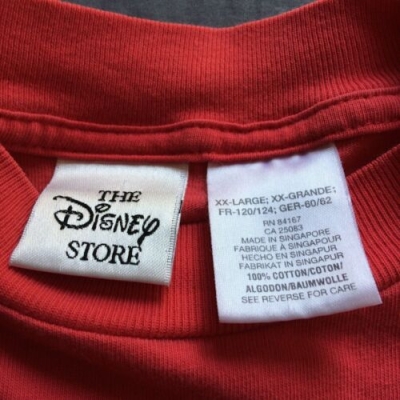 THE
Disney
STORE
XX-LARGE; XX-GRANDE;
FR-120/124; GER-60/62
RN 84167
CA 25083
MADE IN SINGAPORE
FABRIQUÉ À SINGAPOUR
HECHO EN SINGAPUR
FABRIKAT IN SINGAPUR
100% COTTON/COTON/
ALGODON/BAUMWOLLE
SEE REVERSE FOR CARE